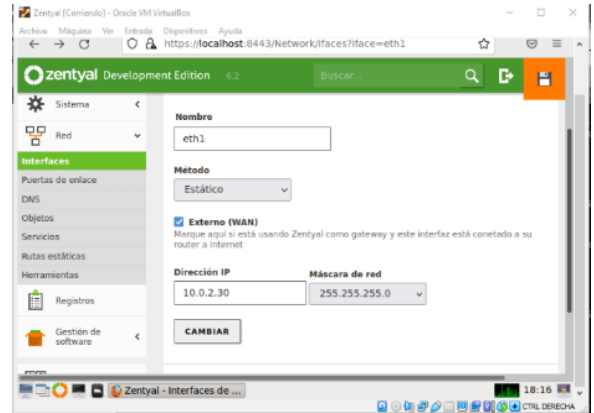 Zentyal [Corriendo] - Oracle VM VirtualBox
Archivo Máquina Ver Entrada Dispositivos Ayuda
https://localhost:8443/Network/Ifaces?iface=eth1
zentyal Development Edition 6.2 Buscar...
Sistema
Red
Interfaces
Puertas de enlace
DNS
Objetos
Servicios
Rutas estáticas
Herramientas
Registros
Gestión de
software
Nombre
eth1
Método
Estático
Externo (WAN)
Marque aquí si está usando Zentyal como gateway y este interfaz está conetado a su
router a Internet
Dirección IP Máscara de red
10.0.2.30 255.255.255.0
CAMBIAR
Zentyal - Interfaces de ... 18:16
CTRL DERECHA